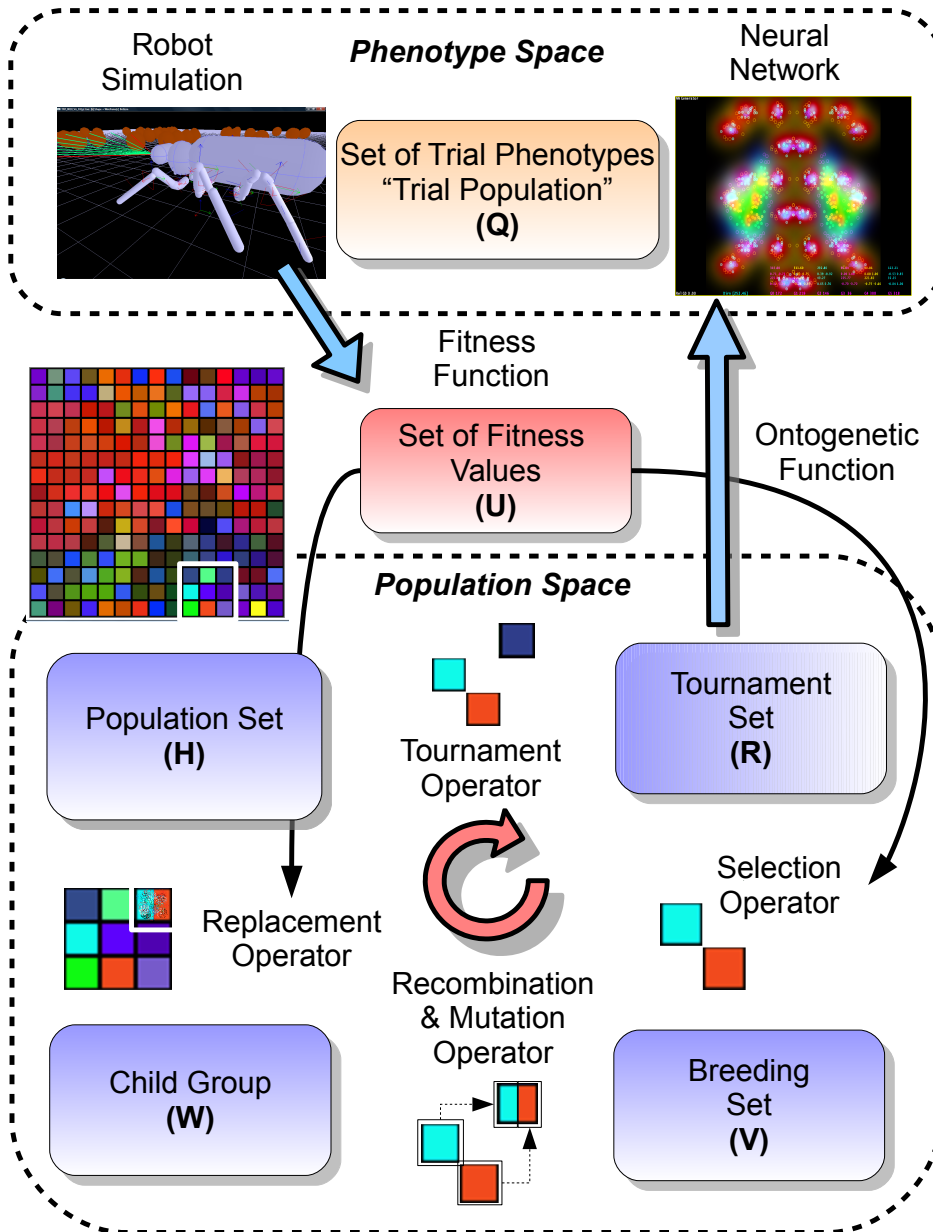 Robot
Simulation
Phenotype Space
Neural
Network
Set of Trial Phenotypes
“Trial Population”
(Q)
Fitness
Function
Set of Fitness
Values
(U)
Ontogenetic
Function
Population Space
Population Set
(H)
Tournament
Operator
Tournament
Set
(R)
Replacement
Operator
Selection
Operator
Recombination
& Mutation
Operator
Child Group
(W)
Breeding
Set
(V)